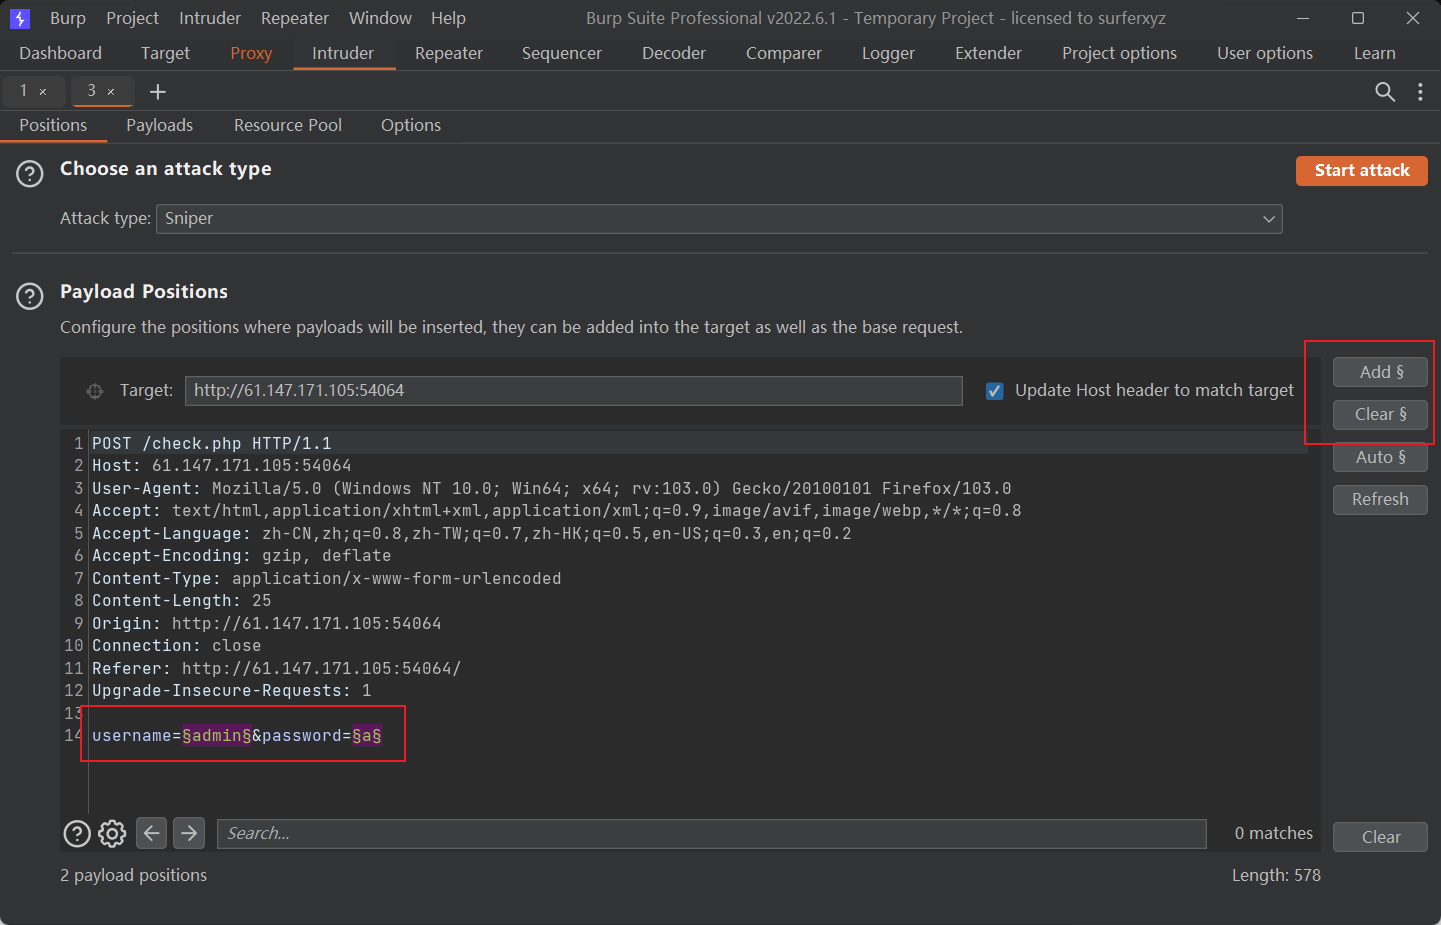 Burp Project Intruder Repeater Window Help Burp Suite Professional v2022.6.1 - Temporary Project - licensed to surferxyz
Dashboard Target Proxy Intruder Repeater Sequencer Decoder Comparer Logger Extender Project options User options Learn
1 × 3 × +
Positions Payloads Resource Pool Options
? Choose an attack type Start attack
Attack type: Sniper
? Payload Positions
Configure the positions where payloads will be inserted, they can be added into the target as well as the base request.
Target: http://61.147.171.105:54064 Update Host header to match target
Add §
Clear §
Auto §
Refresh
1 POST /check.php HTTP/1.1
2 Host: 61.147.171.105:54064
3 User-Agent: Mozilla/5.0 (Windows NT 10.0; Win64; x64; rv:103.0) Gecko/20100101 Firefox/103.0
4 Accept: text/html,application/xhtml+xml,application/xml;q=0.9,image/avif,image/webp,*/*;q=0.8
5 Accept-Language: zh-CN,zh;q=0.8,zh-TW;q=0.7,zh-HK;q=0.5,en-US;q=0.3,en;q=0.2
6 Accept-Encoding: gzip, deflate
7 Content-Type: application/x-www-form-urlencoded
8 Content-Length: 25
9 Origin: http://61.147.171.105:54064
10 Connection: close
11 Referer: http://61.147.171.105:54064/
12 Upgrade-Insecure-Requests: 1
13
14 username=§admin§&password=§a§
? Search... 0 matches Clear
2 payload positions Length: 578